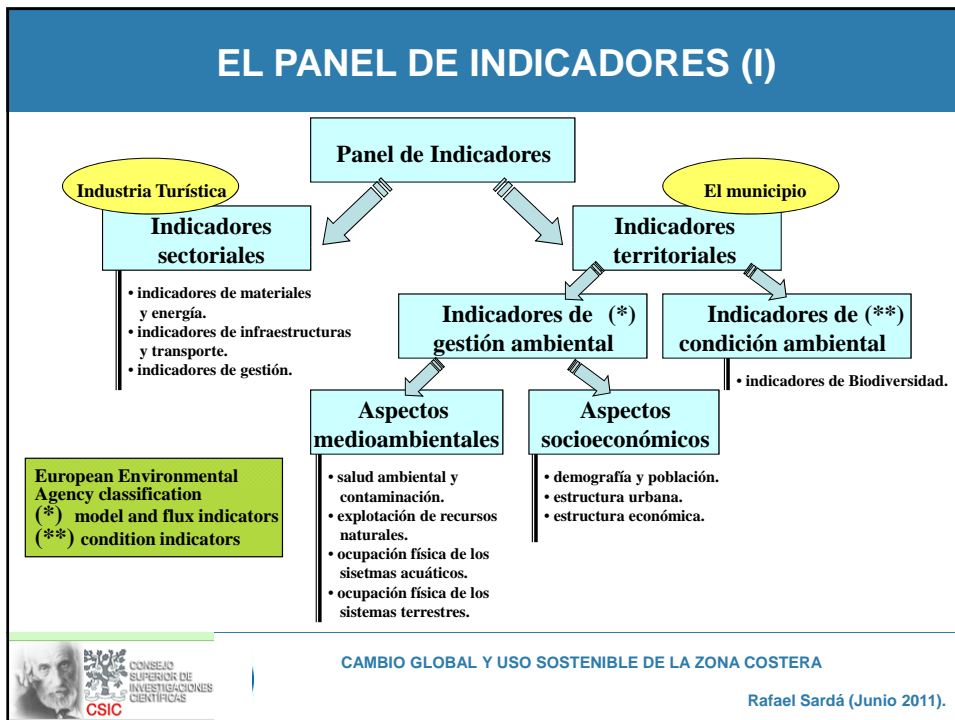 EL PANEL DE INDICADORES (I)
Panel de Indicadores
Industria Turística
El municipio
Indicadores
sectoriales
Indicadores
territoriales
• indicadores de materiales
y energía.
• indicadores de infraestructuras
y transporte.
• indicadores de gestión.
Indicadores de (*)
gestión ambiental
Indicadores de (**)
condición ambiental
• indicadores de Biodiversidad.
Aspectos
medioambientales
Aspectos
socioeconómicos
• salud ambiental y
contaminación.
• explotación de recursos
naturales.
• ocupación física de los
sisetmas acuáticos.
• ocupación física de los
sistemas terrestres.
• demografía y población.
• estructura urbana.
• estructura económica.
European Environmental
Agency classification
(*) model and flux indicators
(**) condition indicators
CONSEJO
SUPERIOR DE
INVESTIGACIONES
CIENTÍFICAS
CSIC
CAMBIO GLOBAL Y USO SOSTENIBLE DE LA ZONA COSTERA
Rafael Sardá (Junio 2011).